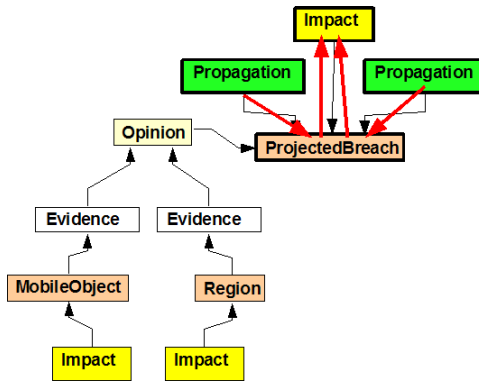 Impact
Propagation
Propagation
Opinion
ProjectedBreach
Evidence
Evidence
MobileObject
Region
Impact
Impact